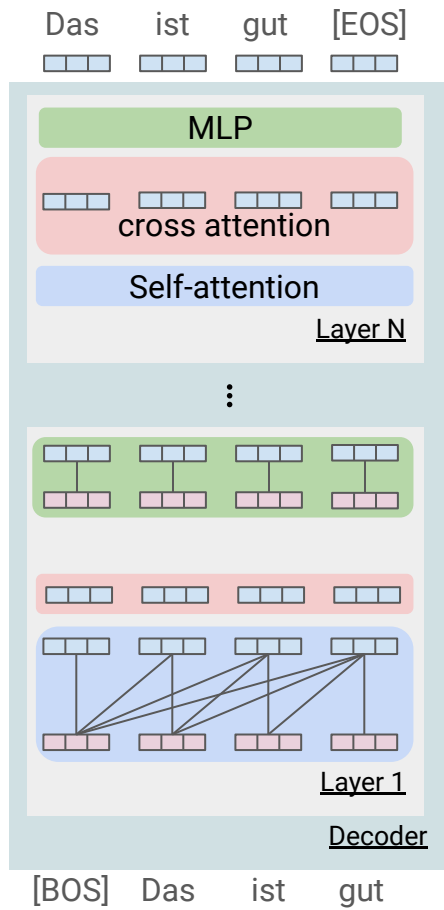 Das ist gut [EOS]
MLP
cross attention
Self-attention
Layer N
⋮
Layer 1
Decoder
[BOS] Das ist gut